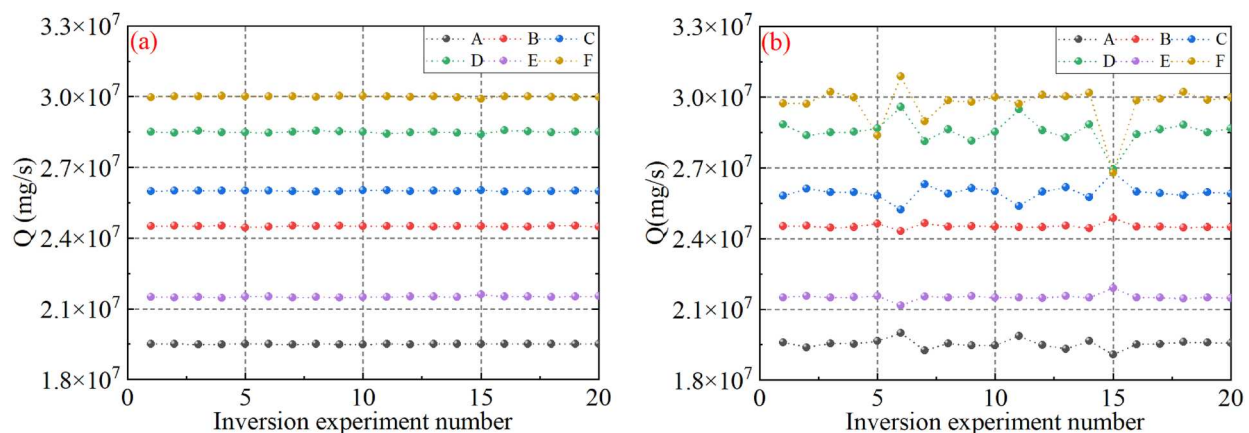 (a)
A B C
D E F
3.3×10⁷
3.0×10⁷
2.7×10⁷
2.4×10⁷
2.1×10⁷
1.8×10⁷
Q (mg/s)
0 5 10 15 20
Inversion experiment number
(b)
A B C
D E F
3.3×10⁷
3.0×10⁷
2.7×10⁷
2.4×10⁷
2.1×10⁷
1.8×10⁷
Q(mg/s)
0 5 10 15 20
Inversion experiment number